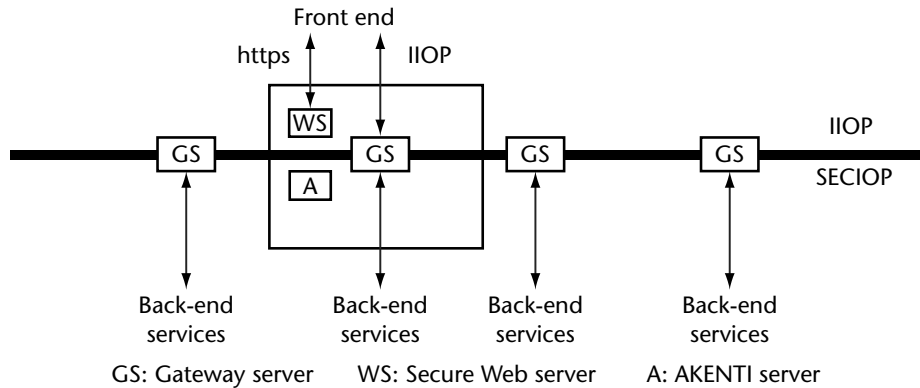 Front end
https
IIOP
WS
IIOP
GS
GS
GS
GS
A
SECIOP
Back-end
services
Back-end
services
Back-end
services
Back-end
services
GS: Gateway server WS: Secure Web server A: AKENTI server